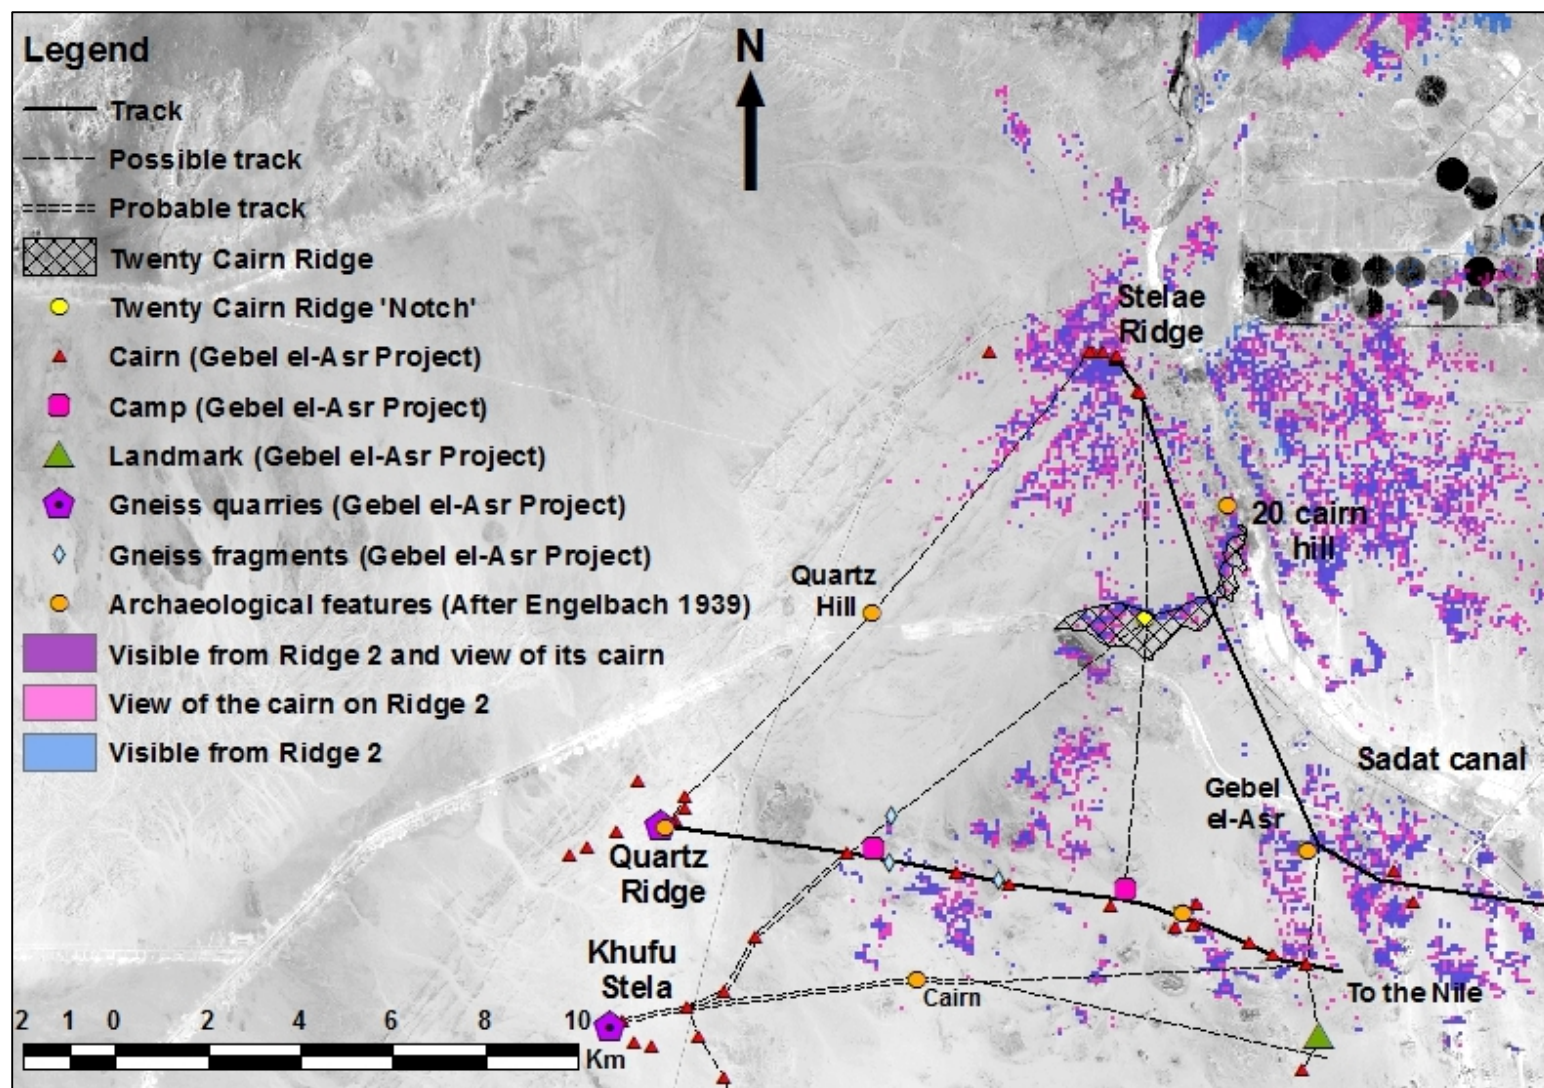 Legend
Track
Possible track
Probable track
Twenty Cairn Ridge
Twenty Cairn Ridge 'Notch'
Cairn (Gebel el-Asr Project)
Camp (Gebel el-Asr Project)
Landmark (Gebel el-Asr Project)
Gneiss quarries (Gebel el-Asr Project)
Gneiss fragments (Gebel el-Asr Project)
Archaeological features (After Engelbach 1939)
Visible from Ridge 2 and view of its cairn
View of the cairn on Ridge 2
Visible from Ridge 2
N
Stelae
Ridge
20 cairn
hill
Quartz
Hill
Sadat canal
Gebel
el-Asr
Quartz
Ridge
Khufu
Stela
Cairn
To the Nile
2 1 0 2 4 6 8 10
Km